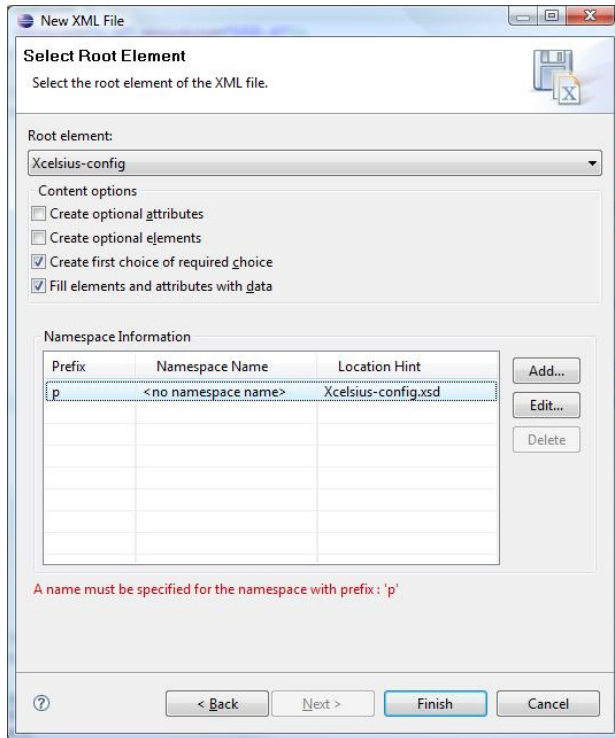 New XML File
Select Root Element
Select the root element of the XML file.
X
Root element:
Xcelsius-config
Content options
Create optional attributes
Create optional elements
Create first choice of required choice
Fill elements and attributes with data
Namespace Information
Prefix Namespace Name Location Hint
p <no namespace name> Xcelsius-config.xsd
Add...
Edit...
Delete
A name must be specified for the namespace with prefix : 'p'
? < Back Next > Finish Cancel